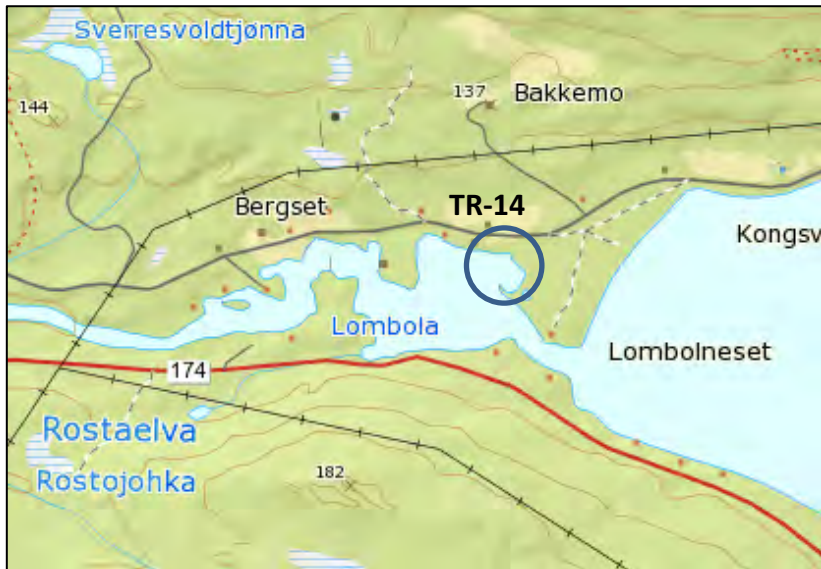 Sverresvoldtjønna
144
137
Bakkemo
TR-14
Bergset
Kongsv
Lombola
Lombolneset
174
Rostaelva
Rostojohka
182